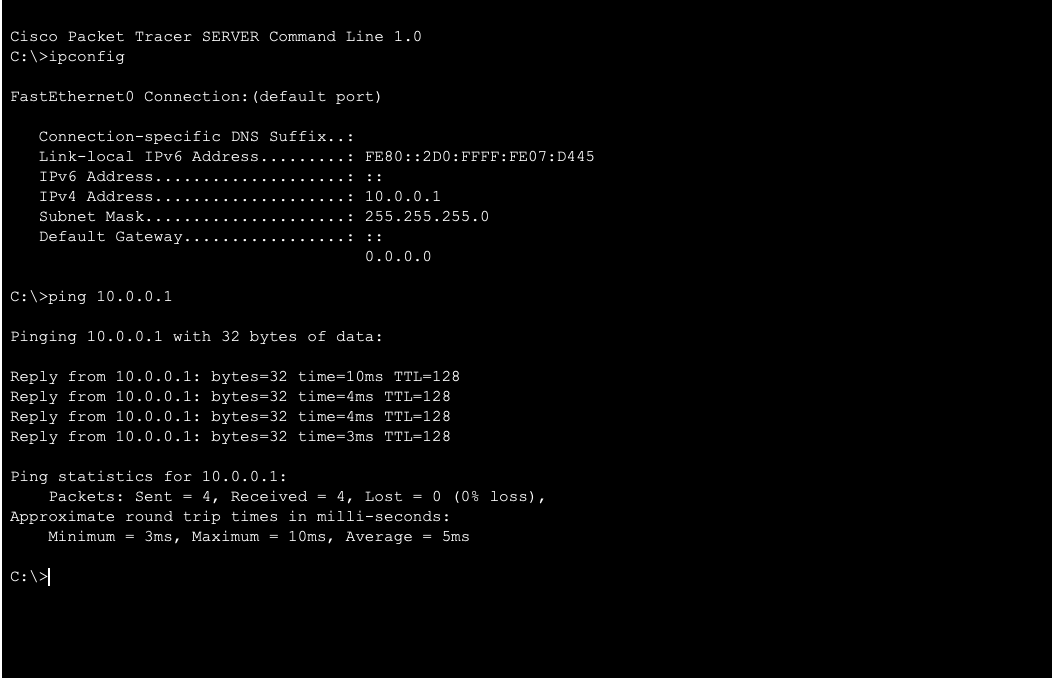 Cisco Packet Tracer SERVER Command Line 1.0
C:\>ipconfig
FastEthernet0 Connection:(default port)
Connection-specific DNS Suffix..:
Link-local IPv6 Address.........: FE80::2D0:FFFF:FE07:D445
IPv6 Address....................: ::
IPv4 Address....................: 10.0.0.1
Subnet Mask.....................: 255.255.255.0
Default Gateway.................: ::
0.0.0.0
C:\>ping 10.0.0.1
Pinging 10.0.0.1 with 32 bytes of data:
Reply from 10.0.0.1: bytes=32 time=10ms TTL=128
Reply from 10.0.0.1: bytes=32 time=4ms TTL=128
Reply from 10.0.0.1: bytes=32 time=4ms TTL=128
Reply from 10.0.0.1: bytes=32 time=3ms TTL=128
Ping statistics for 10.0.0.1:
Packets: Sent = 4, Received = 4, Lost = 0 (0% loss),
Approximate round trip times in milli-seconds:
Minimum = 3ms, Maximum = 10ms, Average = 5ms
C:\>